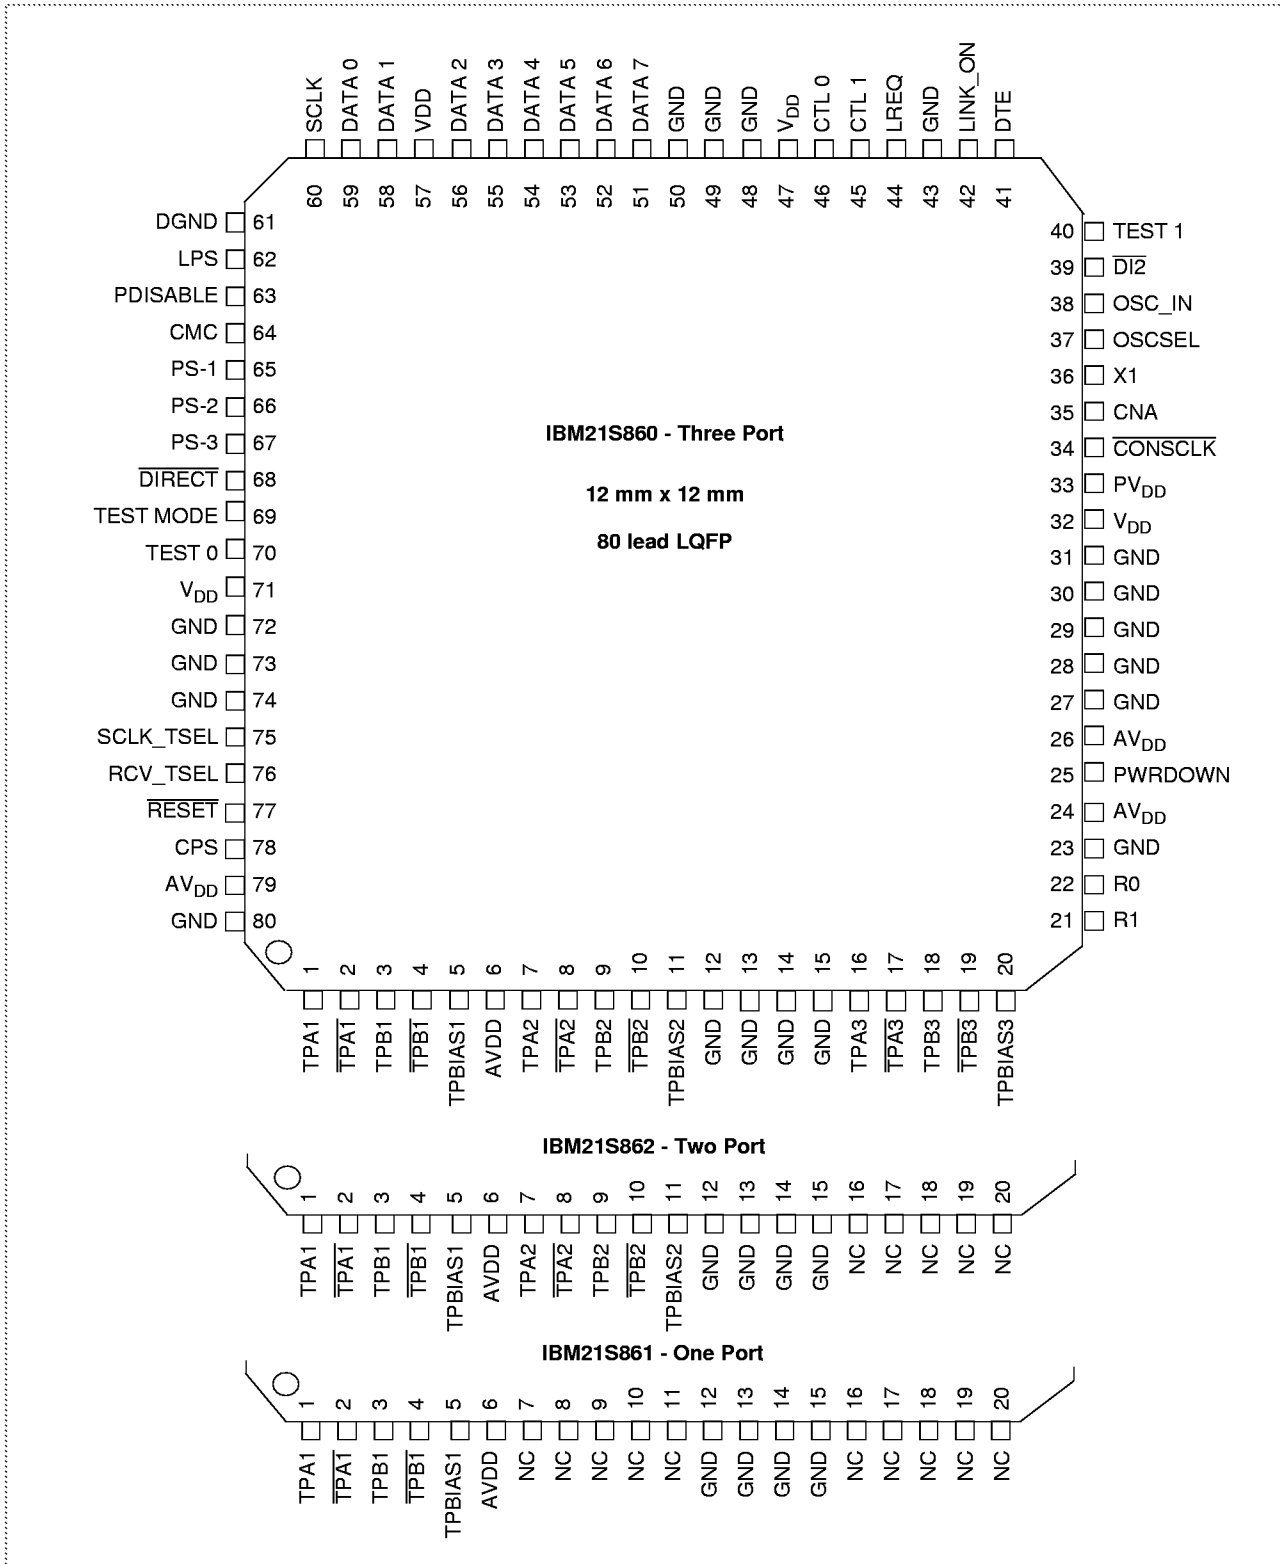 SCLK
DATA 0
DATA 1
VDD
DATA 2
DATA 3
DATA 4
DATA 5
DATA 6
DATA 7
GND
GND
GND
VDD
CTL 0
CTL 1
LREQ
GND
LINK_ON
DTE
60 59 58 57 56 55 54 53 52 51 50 49 48 47 46 45 44 43 42 41
DGND 61
LPS 62
PDISABLE 63
CMC 64
PS-1 65
PS-2 66
PS-3 67
DIRECT 68
TEST MODE 69
TEST 0 70
VDD 71
GND 72
GND 73
GND 74
SCLK_TSEL 75
RCV_TSEL 76
RESET 77
CPS 78
AVDD 79
GND 80
40 TEST 1
39 DI2
38 OSC_IN
37 OSCSEL
36 X1
35 CNA
34 CONSCLK
33 PVDD
32 VDD
31 GND
30 GND
29 GND
28 GND
27 GND
26 AVDD
25 PWRDOWN
24 AVDD
23 GND
22 R0
21 R1
IBM21S860 - Three Port
12 mm x 12 mm
80 lead LQFP
1 2 3 4 5 6 7 8 9 10 11 12 13 14 15 16 17 18 19 20
TPA1
TPA1
TPB1
TPB1
TPBIAS1
AVDD
TPA2
TPA2
TPB2
TPB2
TPBIAS2
GND
GND
GND
GND
TPA3
TPA3
TPB3
TPB3
TPBIAS3
IBM21S862 - Two Port
1 2 3 4 5 6 7 8 9 10 11 12 13 14 15 16 17 18 19 20
TPA1
TPA1
TPB1
TPB1
TPBIAS1
AVDD
TPA2
TPA2
TPB2
TPB2
TPBIAS2
GND
GND
GND
GND
NC
NC
NC
NC
NC
IBM21S861 - One Port
1 2 3 4 5 6 7 8 9 10 11 12 13 14 15 16 17 18 19 20
TPA1
TPA1
TPB1
TPB1
TPBIAS1
AVDD
NC
NC
NC
NC
NC
GND
GND
GND
GND
NC
NC
NC
NC
NC